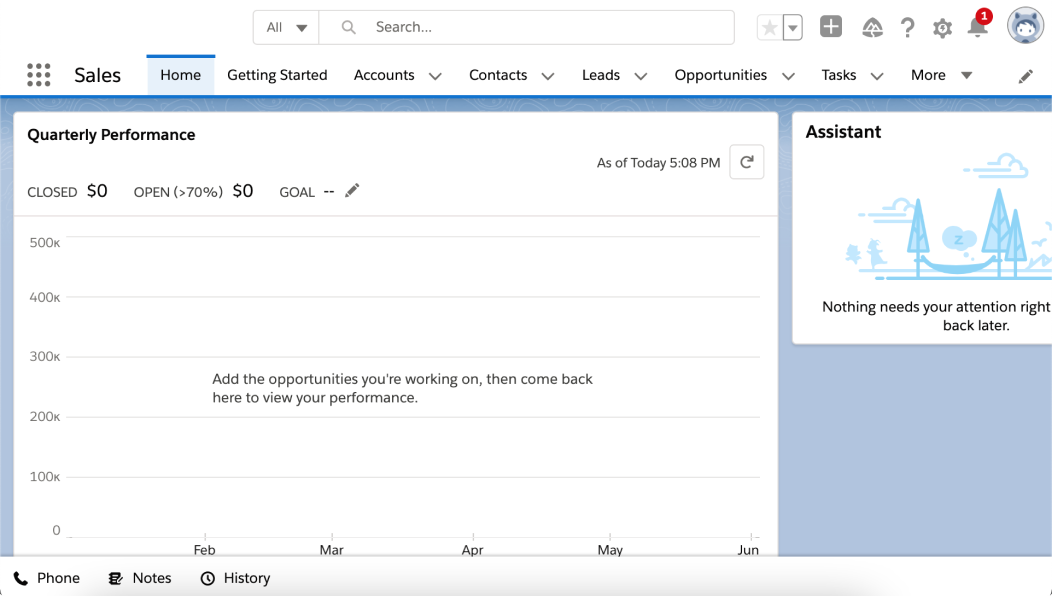 All
Search...
1
Sales
Home
Getting Started
Accounts
Contacts
Leads
Opportunities
Tasks
More
Quarterly Performance
As of Today 5:08 PM
CLOSED $0 OPEN (>70%) $0 GOAL --
500K
400K
300K
200K
100K
0
Add the opportunities you're working on, then come back
here to view your performance.
Feb
Mar
Apr
May
Jun
Assistant
z
Nothing needs your attention right
back later.
Phone
Notes
History